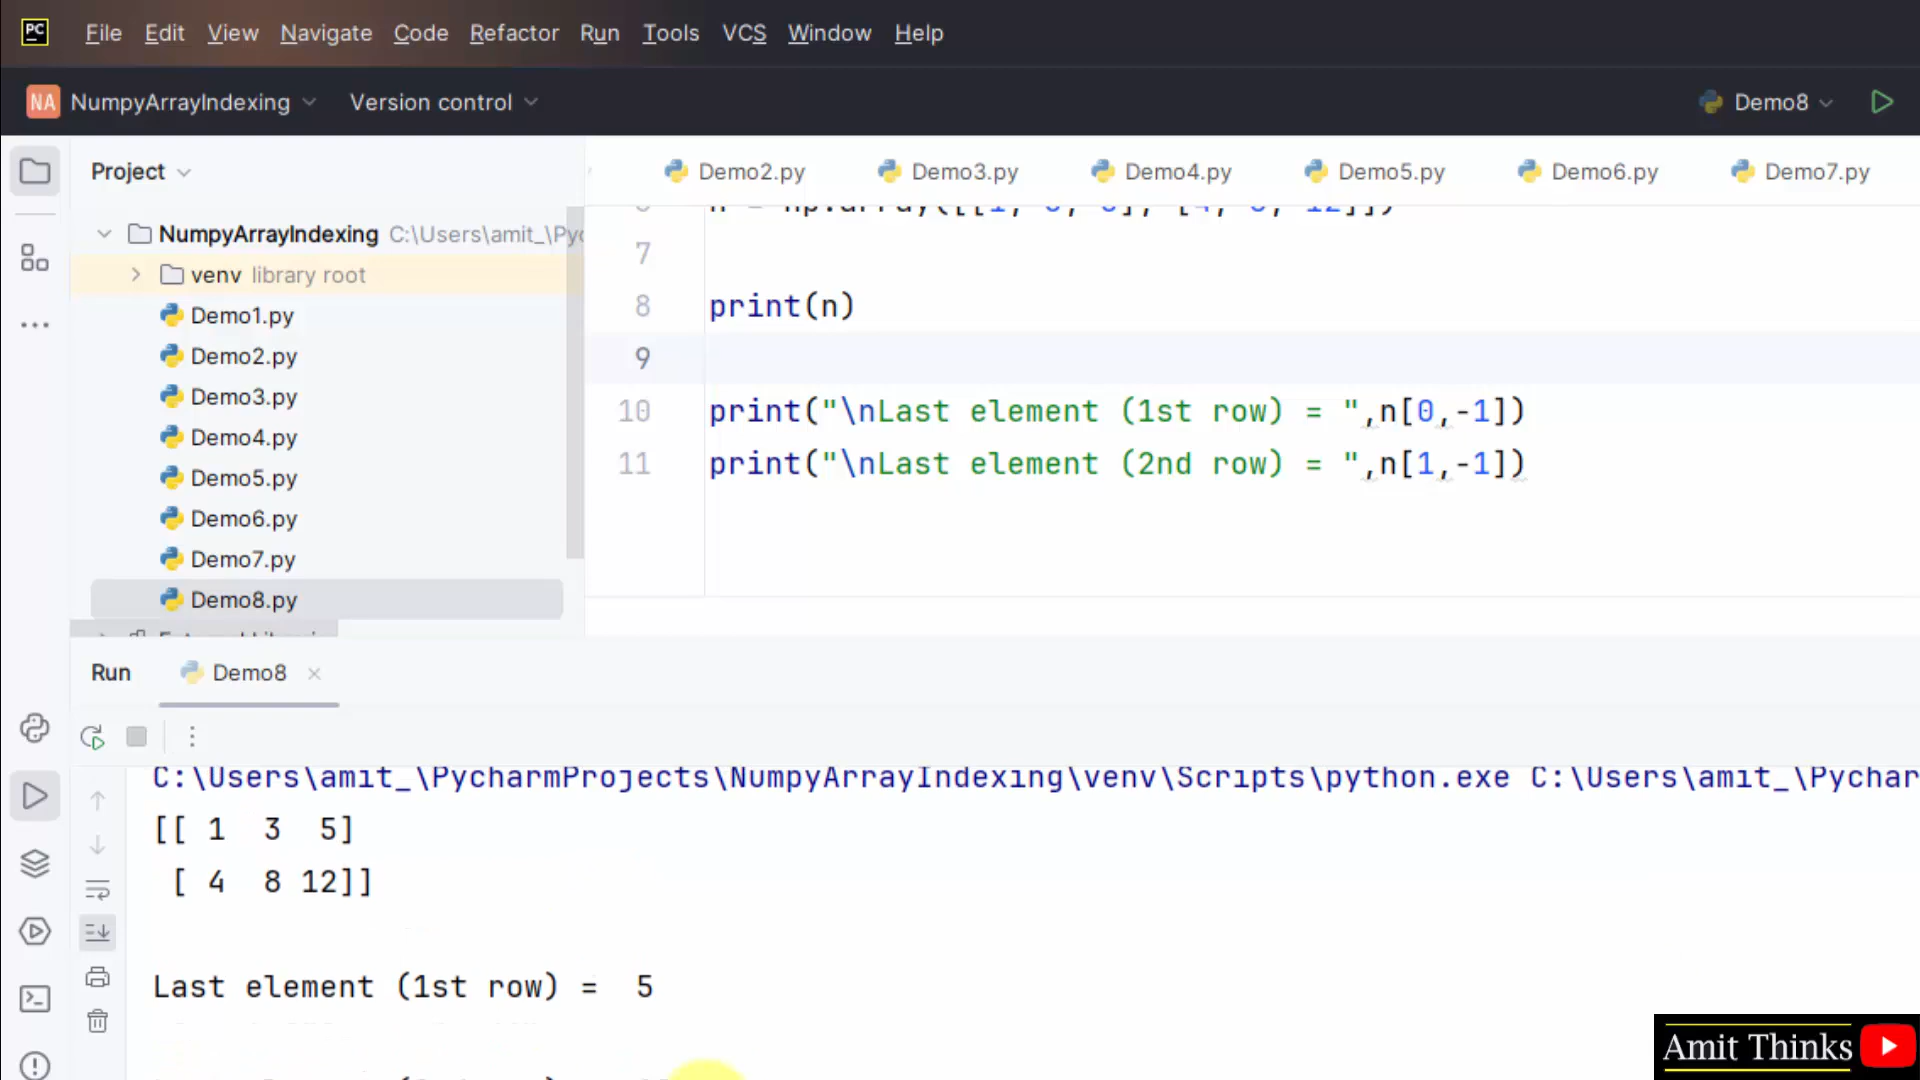 PC File Edit View Navigate Code Refactor Run Tools VCS Window Help
NA NumpyArrayIndexing Version control Demo8
Project
Demo2.py Demo3.py Demo4.py Demo5.py Demo6.py Demo7.py
NumpyArrayIndexing C:\Users\amit_\Pyc
venv library root
Demo1.py
Demo2.py
Demo3.py
Demo4.py
Demo5.py
Demo6.py
Demo7.py
Demo8.py
7
8 print(n)
9
10 print("\nLast element (1st row) = ",n[0,-1])
11 print("\nLast element (2nd row) = ",n[1,-1])
Run Demo8
C:\Users\amit_\PycharmProjects\NumpyArrayIndexing\venv\Scripts\python.exe C:\Users\amit_\Pychar
[[ 1 3 5]
[ 4 8 12]]
Last element (1st row) = 5
Amit Thinks